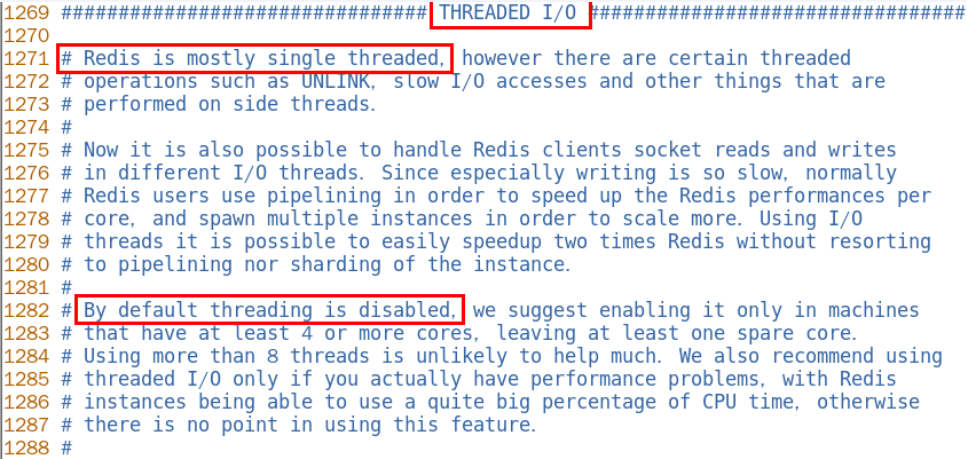 1269 ################################ THREADED I/O #################################
1270
1271 # Redis is mostly single threaded, however there are certain threaded
1272 # operations such as UNLINK, slow I/O accesses and other things that are
1273 # performed on side threads.
1274 #
1275 # Now it is also possible to handle Redis clients socket reads and writes
1276 # in different I/O threads. Since especially writing is so slow, normally
1277 # Redis users use pipelining in order to speed up the Redis performances per
1278 # core, and spawn multiple instances in order to scale more. Using I/O
1279 # threads it is possible to easily speedup two times Redis without resorting
1280 # to pipelining nor sharding of the instance.
1281 #
1282 # By default threading is disabled, we suggest enabling it only in machines
1283 # that have at least 4 or more cores, leaving at least one spare core.
1284 # Using more than 8 threads is unlikely to help much. We also recommend using
1285 # threaded I/O only if you actually have performance problems, with Redis
1286 # instances being able to use a quite big percentage of CPU time, otherwise
1287 # there is no point in using this feature.
1288 #